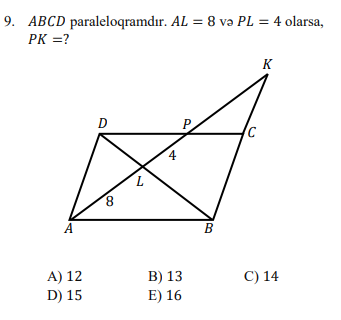 9. ABCD paraleloqramdır. AL = 8 və PL = 4 olarsa,
PK =?
K
D
P
C
4
L
8
A
B
A) 12 B) 13 C) 14
D) 15 E) 16